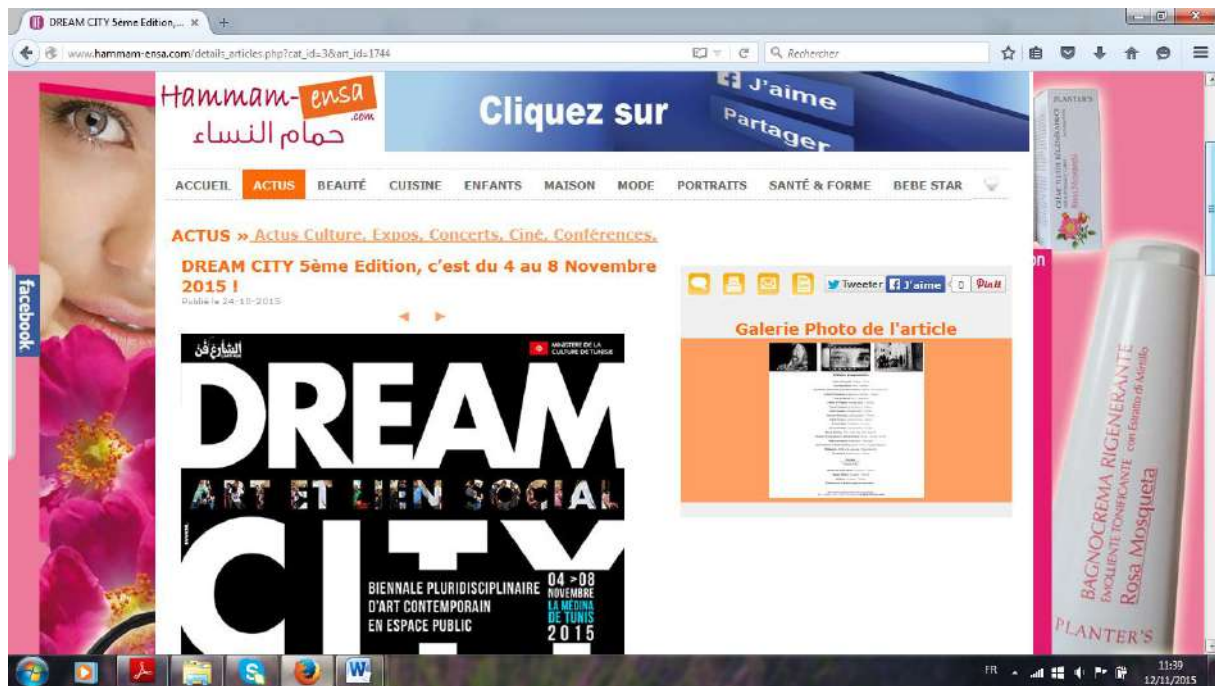 DREAM CITY 5ème Edition,...
www.hammam-ensa.com/details_articles.php?cat_id=3&art_id=1744
Rechercher
Hammam-ensa
.com
حمام النساء
Cliquez sur
J'aime
Partager
PLANTER'S
ACCUEIL ACTUS BEAUTÉ CUISINE ENFANTS MAISON MODE PORTRAITS SANTÉ & FORME BEBE STAR
ACTUS » Actus Culture, Expos, Concerts, Ciné, Conférences.
DREAM CITY 5ème Edition, c'est du 4 au 8 Novembre
2015 !
Publié le 24-10-2015
facebook
Tweeter J'aime 0 Pin it
Galerie Photo de l'article
الشارع فن
MINISTERE DE LA
CULTURE DE TUNISIE
DREAM
ART ET LIEN SOCIAL
CITY
BIENNALE PLURIDISCIPLINAIRE
D'ART CONTEMPORAIN
EN ESPACE PUBLIC
04 >08
NOVEMBRE
LA MÉDINA
DE TUNIS
2015
BAGNOCREMA RIGENERANTE
EMOLLIENTE TONIFICANTE con Estratto di Mirtillo
Rosa Mosqueta
PLANTER'S
FR
11:39
12/11/2015